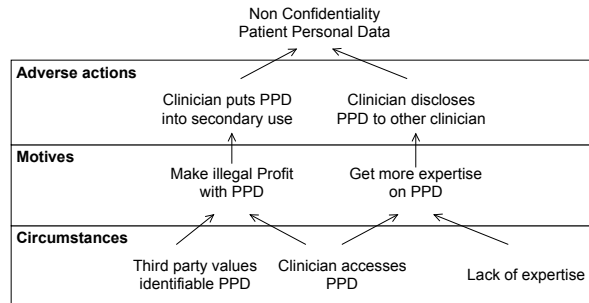 Non Confidentiality
Patient Personal Data
Adverse actions
Clinician puts PPD
into secondary use
Clinician discloses
PPD to other clinician
Motives
Make illegal Profit
with PPD
Get more expertise
on PPD
Circumstances
Third party values
identifiable PPD
Clinician accesses
PPD
Lack of expertise